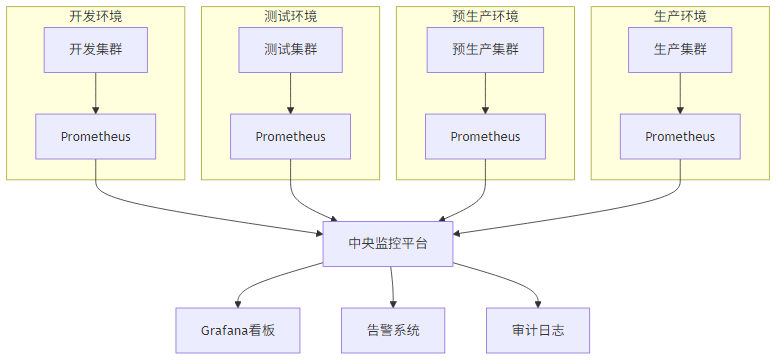 开发环境
测试环境
预生产环境
生产环境
开发集群
测试集群
预生产集群
生产集群
Prometheus
Prometheus
Prometheus
Prometheus
中央监控平台
Grafana看板
告警系统
审计日志